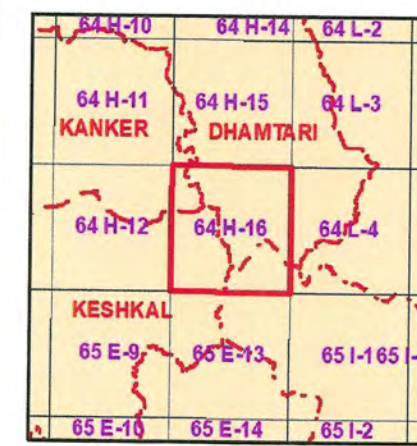 64 H-10 64 H-14 64 L-2
64 H-11 64 H-15 64 L-3
KANKER DHAMTARI
64 H-12 64 H-16 64 L-4
KESHKAL
65 E-9 65 E-13 65 I-1 65 I-
65 E-10 65 E-14 65 I-2